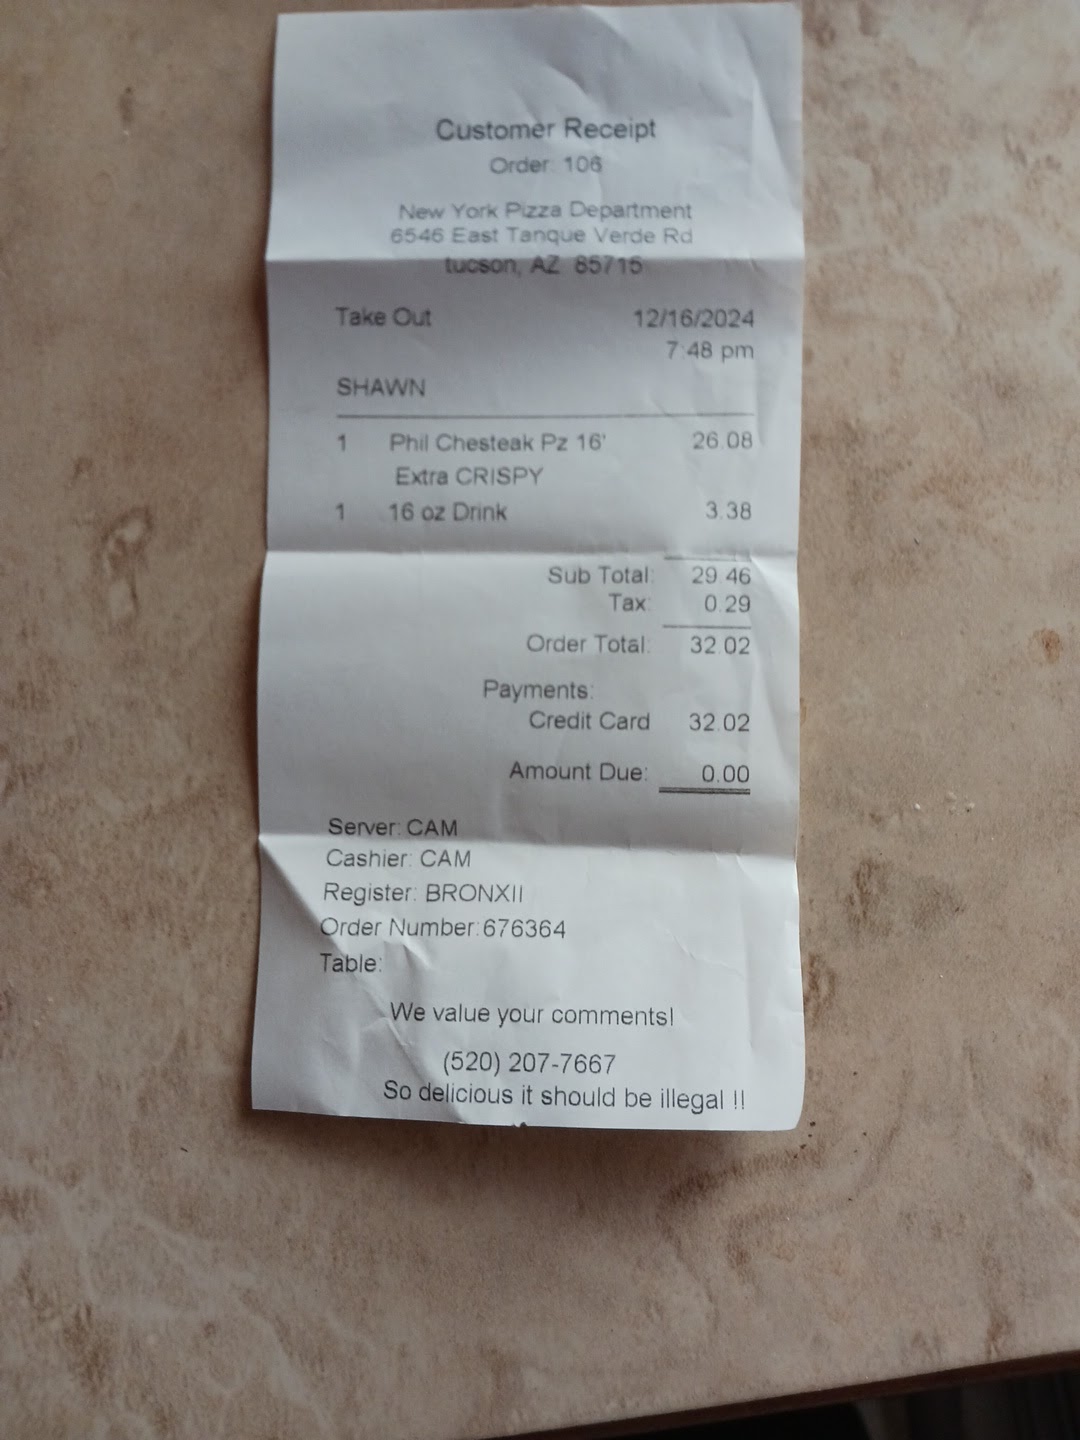 Customer Receipt
Order: 106
New York Pizza Department
6546 East Tanque Verde Rd
tucson, AZ 85715
Take Out 12/16/2024
7:48 pm
SHAWN
1 Phil Chesteak Pz 16' 26.08
Extra CRISPY
1 16 oz Drink 3.38
Sub Total: 29.46
Tax: 0.29
Order Total: 32.02
Payments:
Credit Card 32.02
Amount Due: 0.00
Server: CAM
Cashier: CAM
Register: BRONXII
Order Number:676364
Table:
We value your comments!
(520) 207-7667
So delicious it should be illegal !!